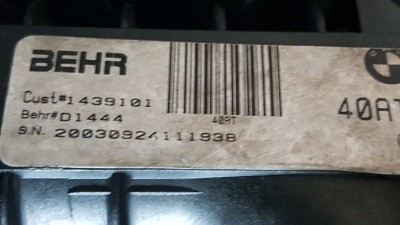 BEHR
Cust#1439101
Behr#D1444
S.N. 20030924111938
40AT
40AT